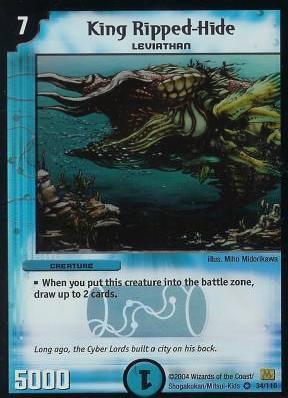 7
King Ripped-Hide
LEVIATHAN
illus. Miho Midorikawa
CREATURE
▪ When you put this creature into the battle zone,
draw up to 2 cards.
Long ago, the Cyber Lords built a city on his back.
5000
1
©2004 Wizards of the Coast/
Shogakukan/Mitsui-Kids
34/110